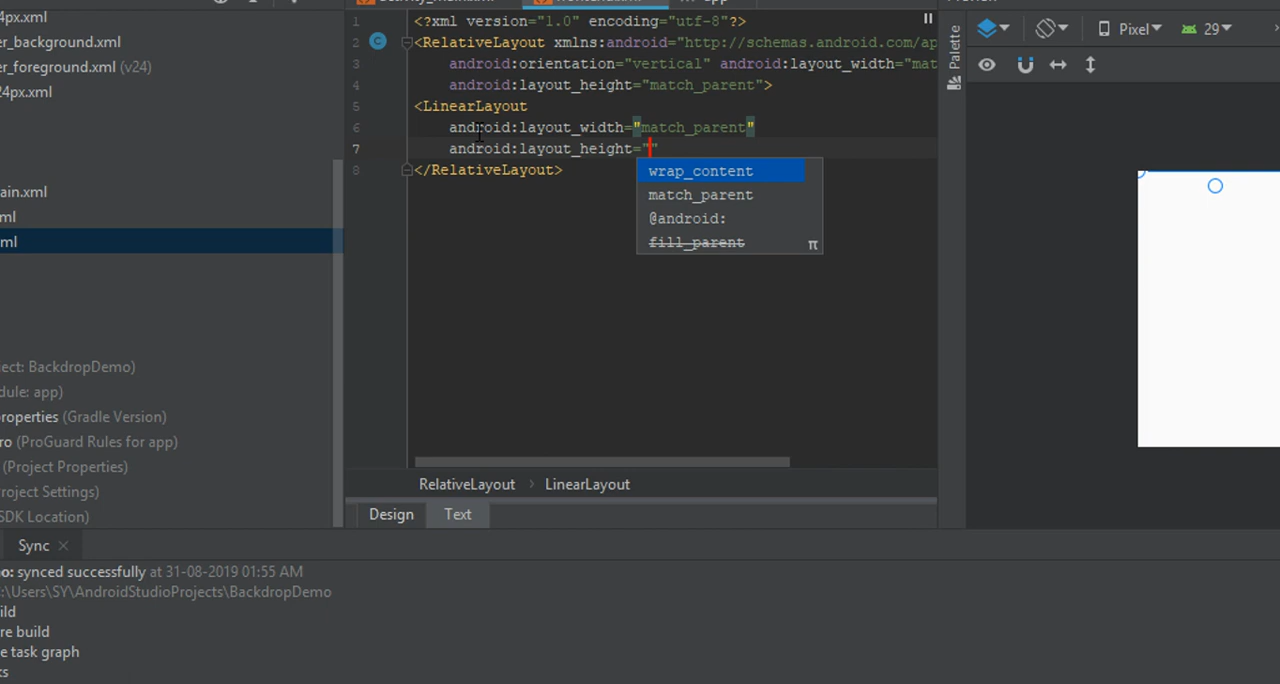 4px.xml
er_background.xml
er_foreground.xml (v24)
24px.xml
ain.xml
ml
ml
ject: BackdropDemo)
dule: app)
properties (Gradle Version)
ro (ProGuard Rules for app)
(Project Properties)
roject Settings)
SDK Location)
1 <?xml version="1.0" encoding="utf-8"?>
2 <RelativeLayout xmlns:android="http://schemas.android.com/ap
3 android:orientation="vertical" android:layout_width="mat
4 android:layout_height="match_parent">
5 <LinearLayout
6 android:layout_width="match_parent"
7 android:layout_height=""
8 </RelativeLayout>
wrap_content
match_parent
@android:
fill_parent π
RelativeLayout › LinearLayout
Design Text
Palette
Pixel 29
Sync
o: synced successfully at 31-08-2019 01:55 AM
:\Users\SY\AndroidStudioProjects\BackdropDemo
ild
re build
e task graph
ks